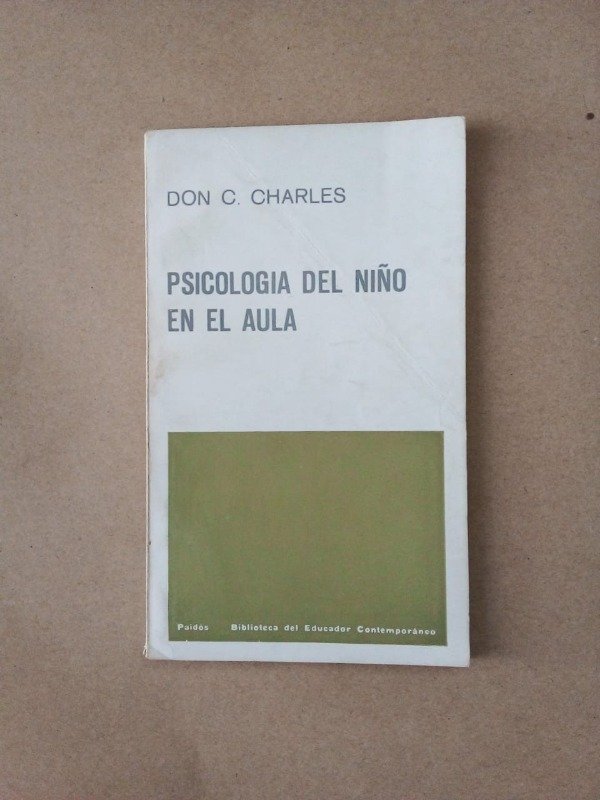 DON C. CHARLES
PSICOLOGIA DEL NIÑO
EN EL AULA
Paidós Biblioteca del Educador Contemporáneo